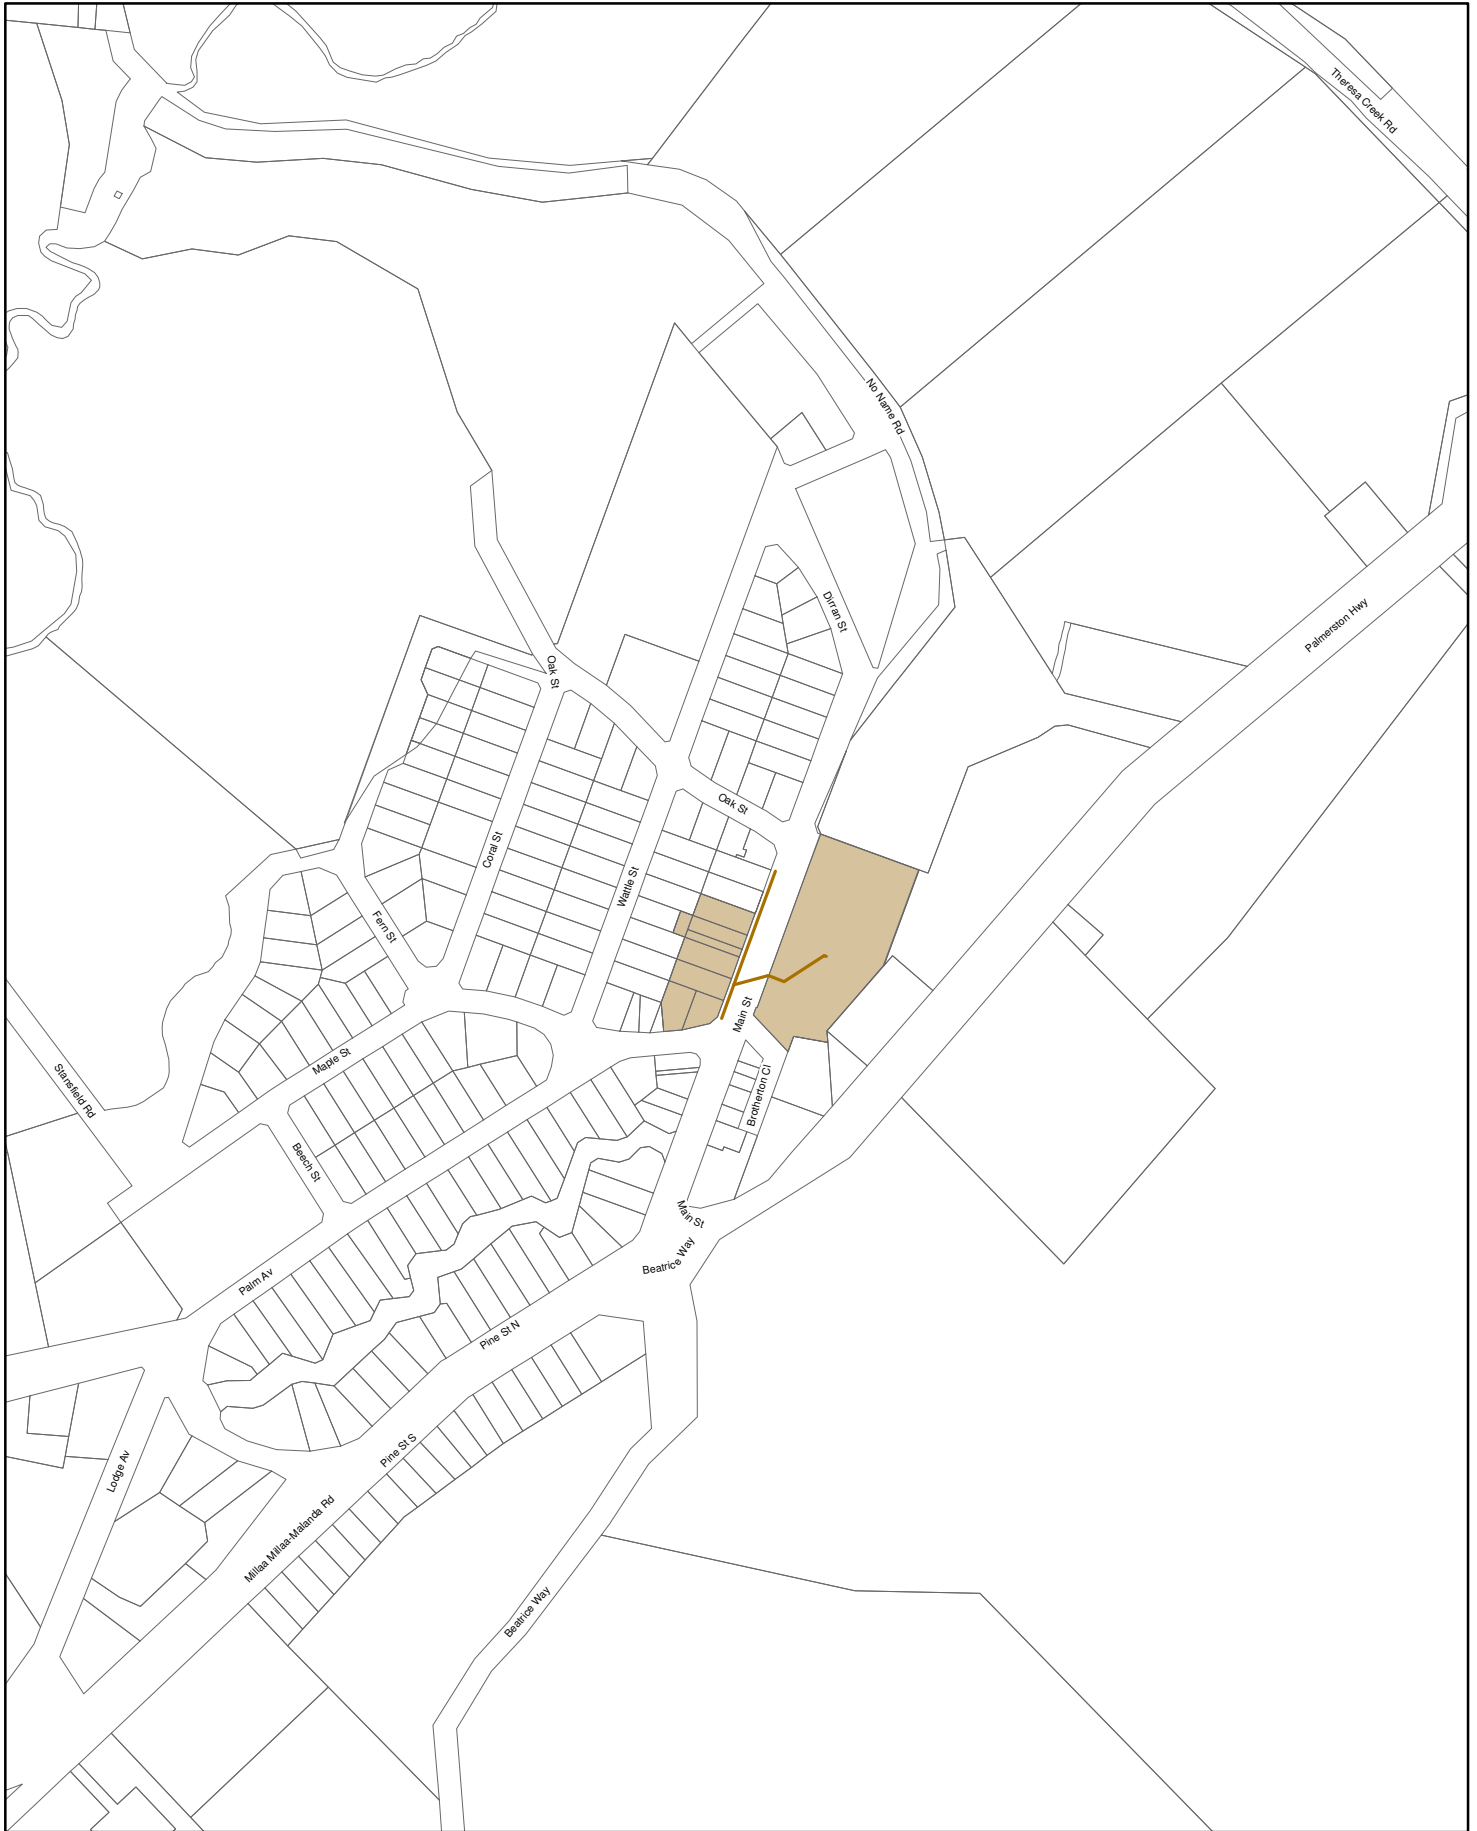 Theresa Creek Rd
No Name Rd
Dirran St
Palmerston Hwy
Oak St
Oak St
Coral St
Wattle St
Fern St
Main St
Maple St
Stansfield Rd
Brotherton Cl
Beech St
Main St
Beatrice Way
Palm Av
Pine St N
Pine St S
Lodge Av
Millaa Millaa-Malanda Rd
Beatrice Way